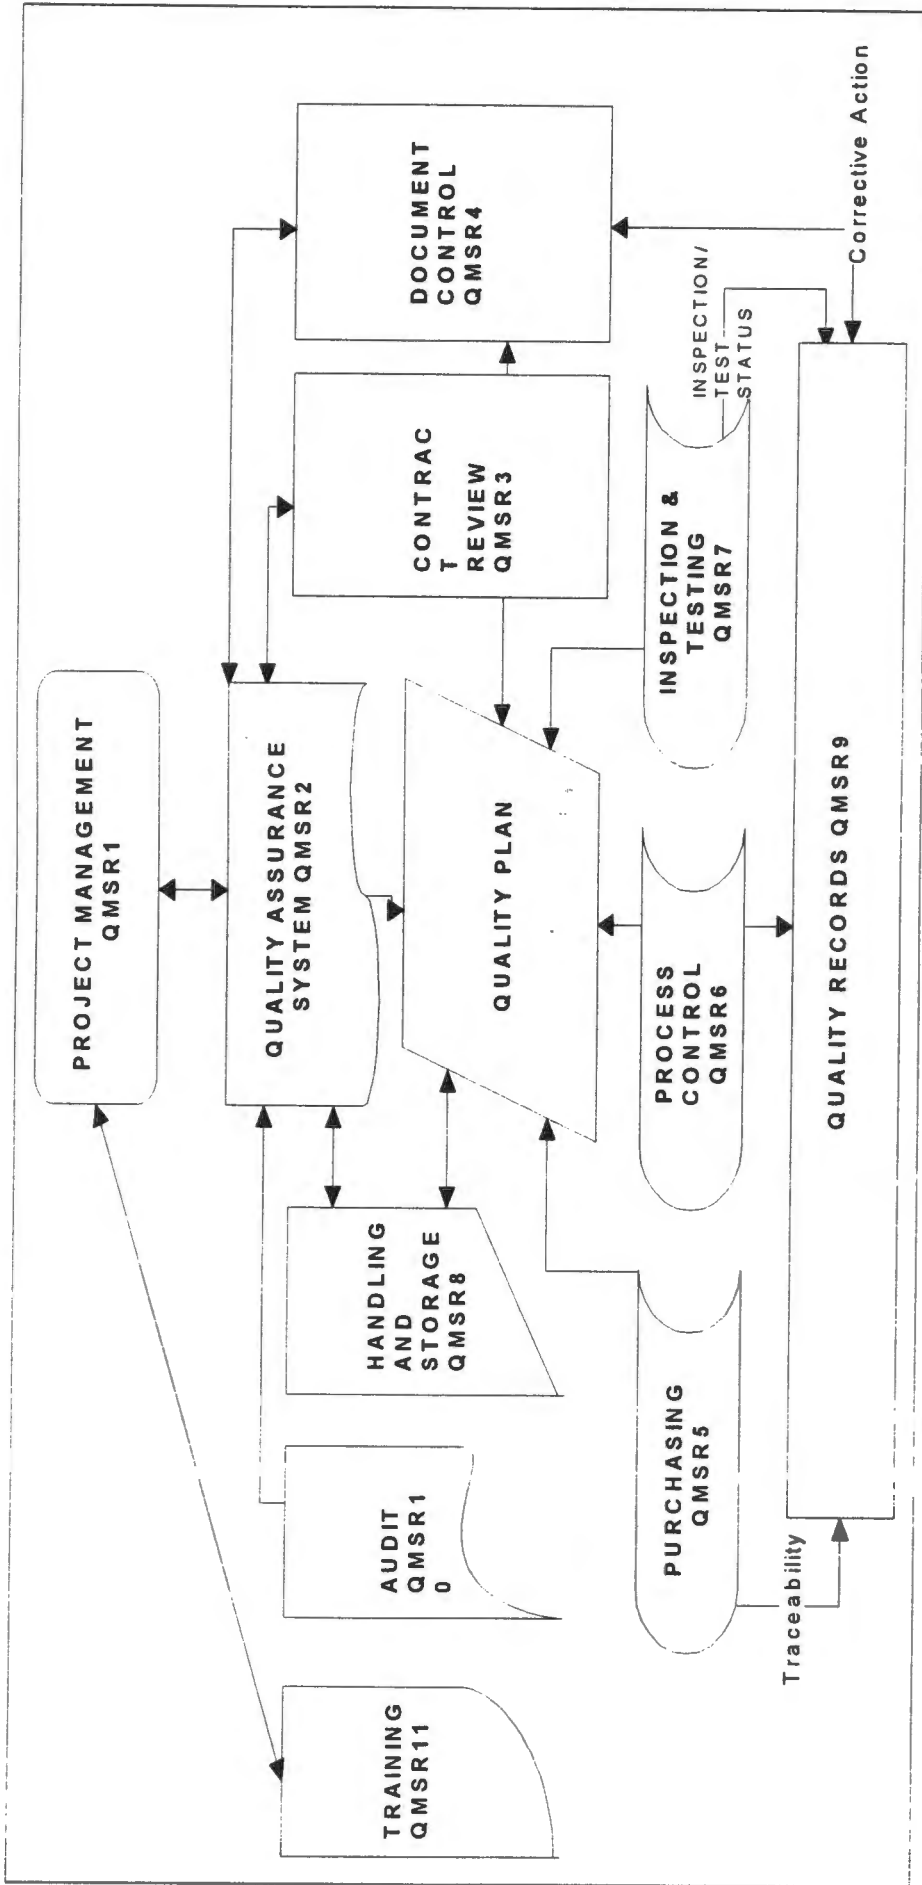 PROJECT MANAGEMENT
QMSR1
QUALITY ASSURANCE
SYSTEM QMSR2
TRAINING
QMSR11
AUDIT
QMSR1
0
HANDLING
AND
STORAGE
QMSR8
CONTRAC
T
REVIEW
QMSR3
DOCUMENT
CONTROL
QMSR4
QUALITY PLAN
PURCHASING
QMSR5
PROCESS
CONTROL
QMSR6
INSPECTION &
TESTING
QMSR7
INSPECTION/
TEST
STATUS
Traceability
Corrective Action
QUALITY RECORDS QMSR9